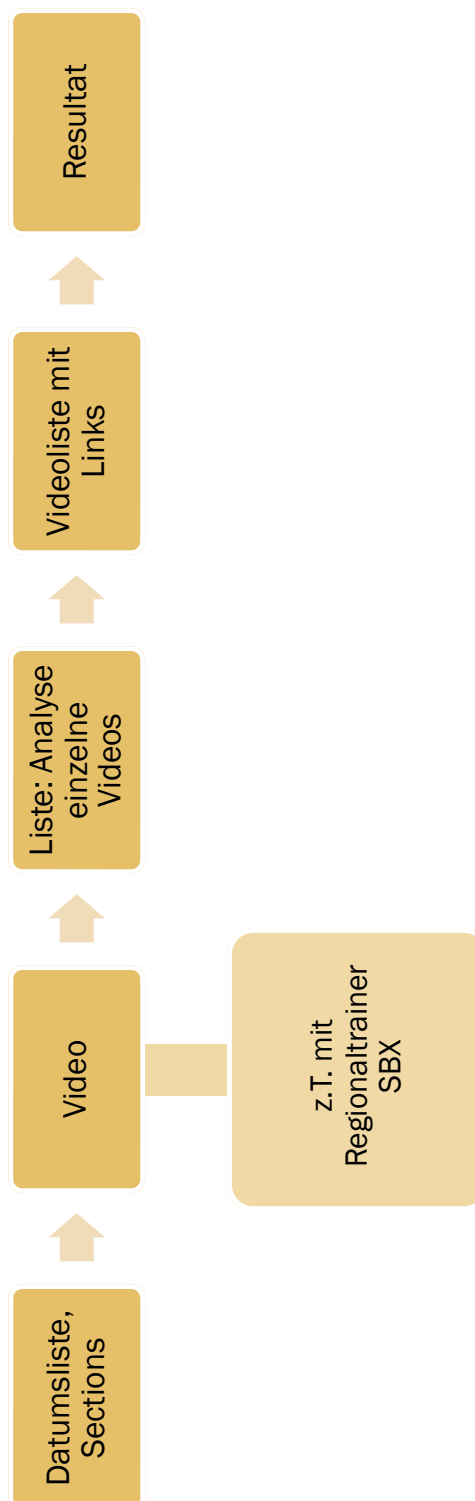 Datumsliste,
Sections
Video
z.T. mit
Regionaltrainer
SBX
Liste: Analyse
einzelne
Videos
Videoliste mit
Links
Resultat